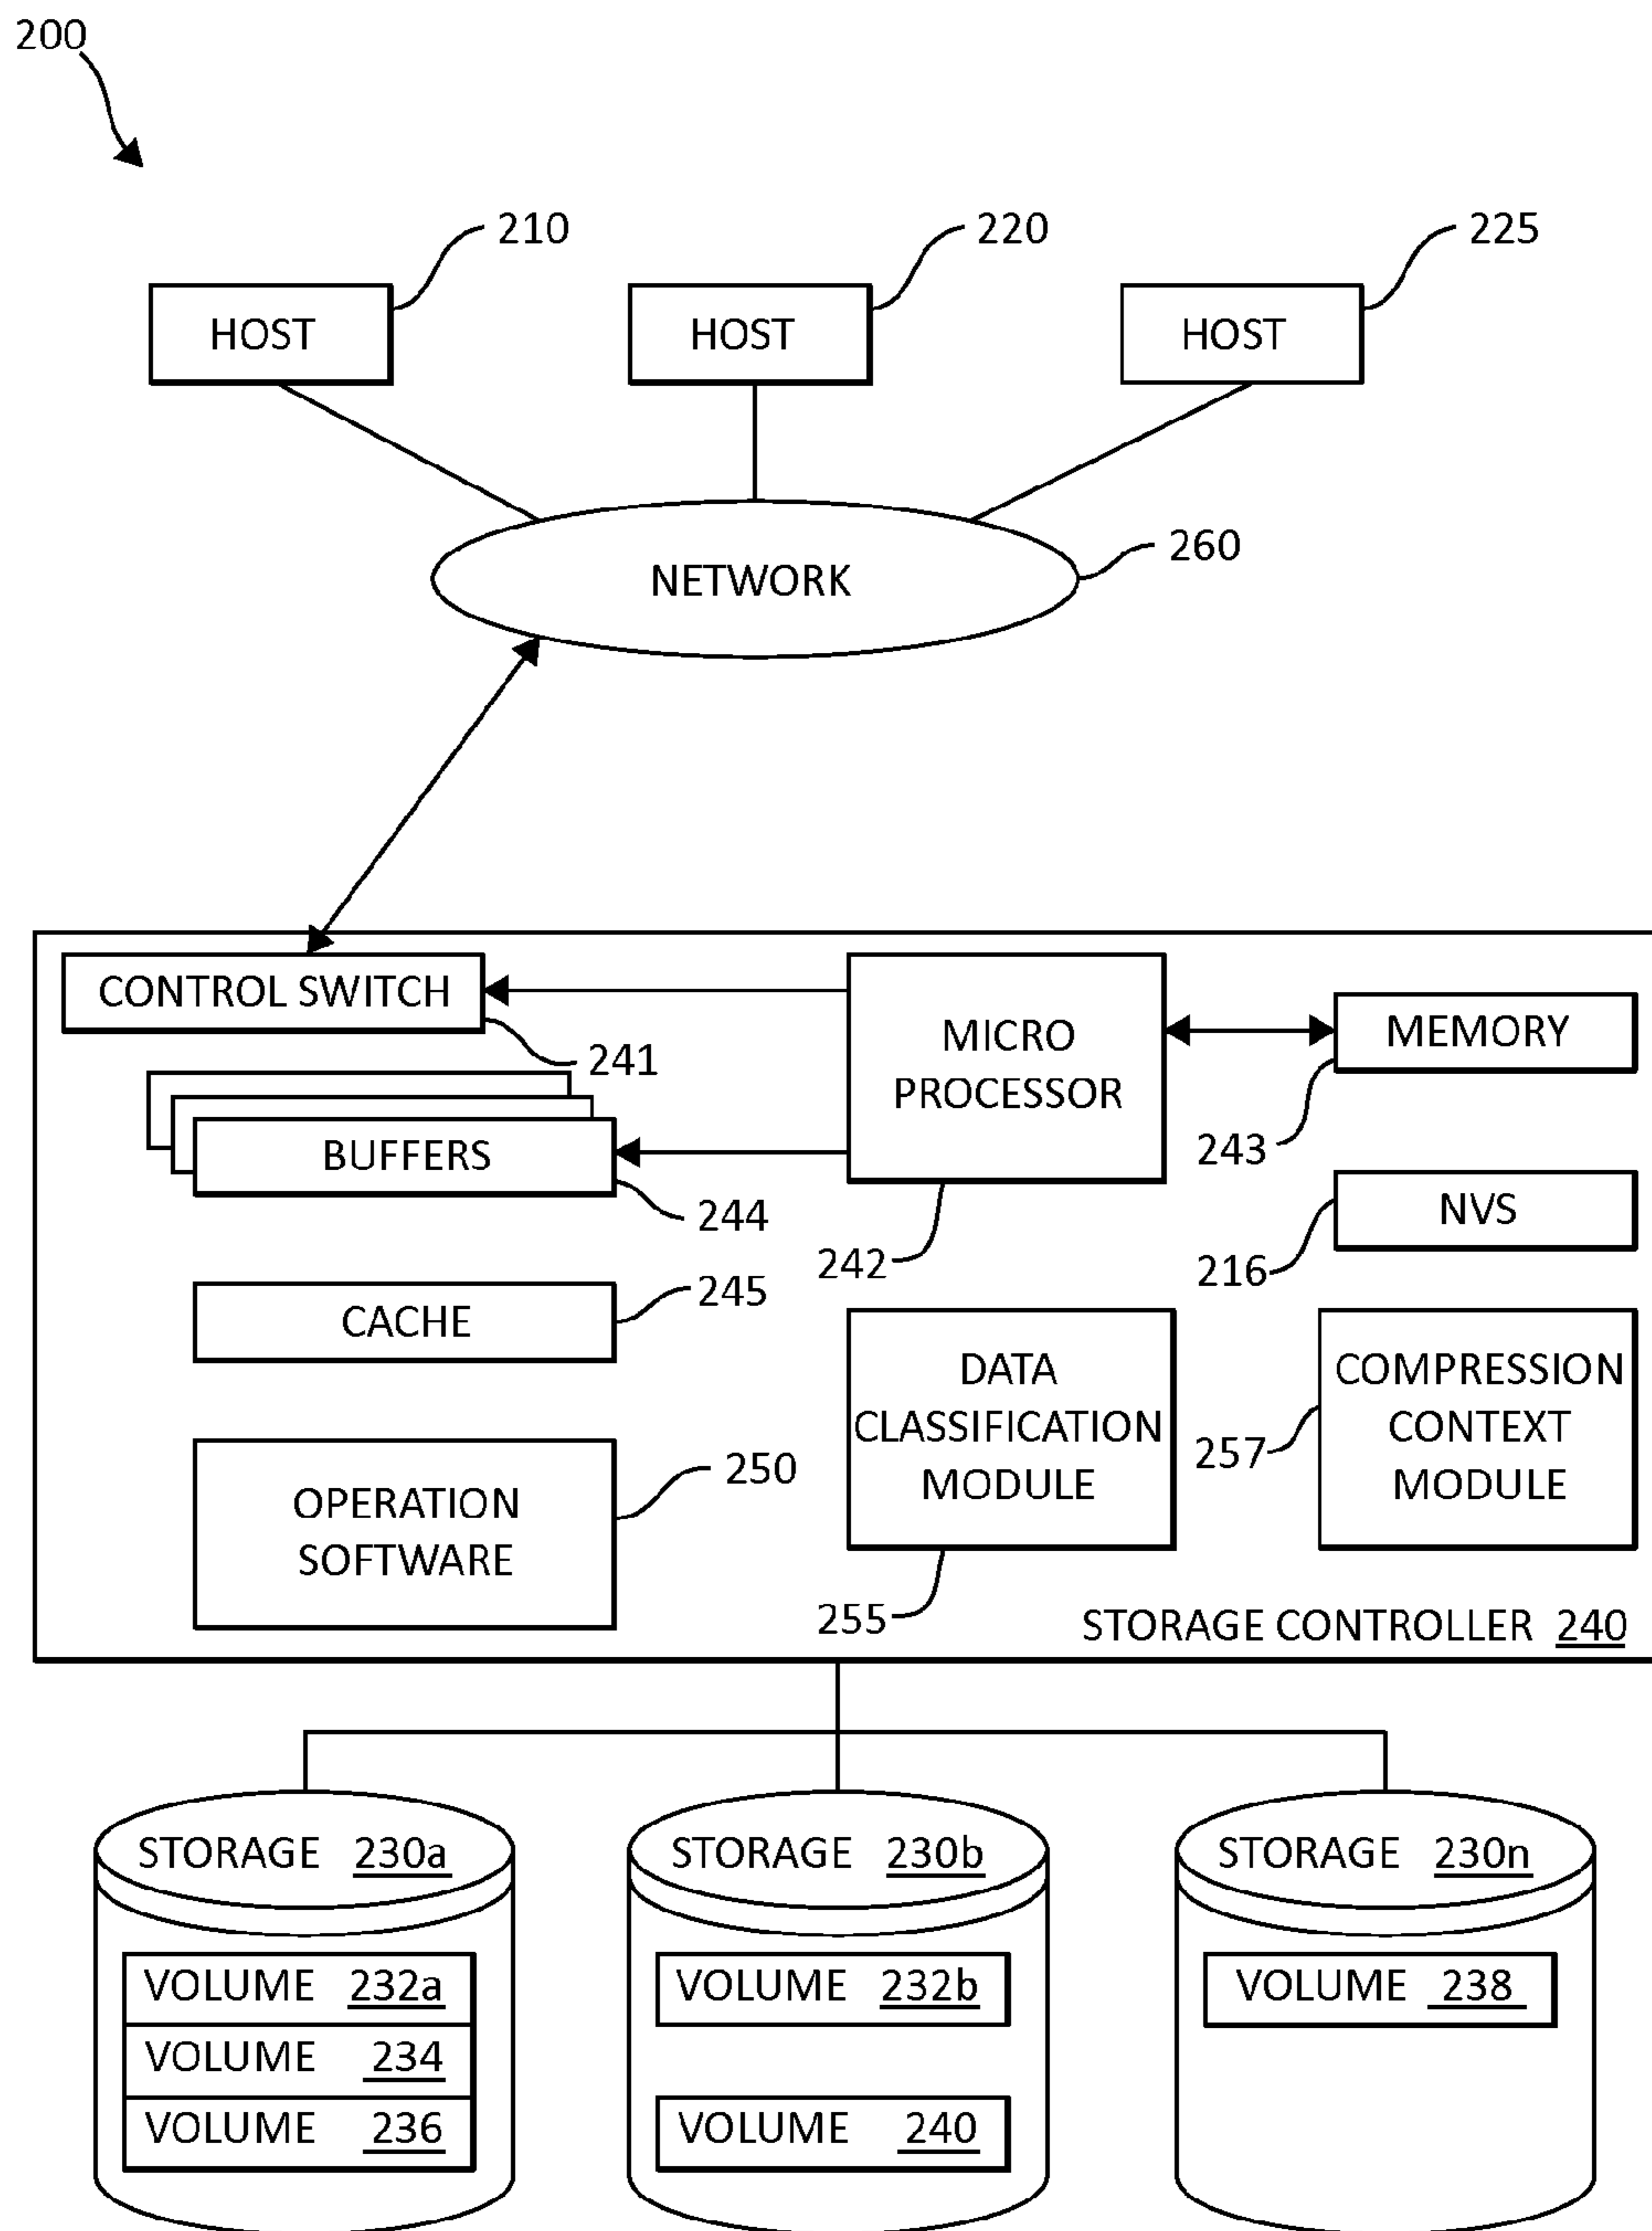 200
210
220
225
HOST
HOST
HOST
260
NETWORK
CONTROL SWITCH
241
MICRO
PROCESSOR
MEMORY
243
BUFFERS
244
242
NVS
216
245
CACHE
DATA
CLASSIFICATION
MODULE
255
COMPRESSION
CONTEXT
MODULE
257
250
OPERATION
SOFTWARE
STORAGE CONTROLLER 240
STORAGE 230a
STORAGE 230b
STORAGE 230n
VOLUME 232a
VOLUME 234
VOLUME 236
VOLUME 232b
VOLUME 240
VOLUME 238